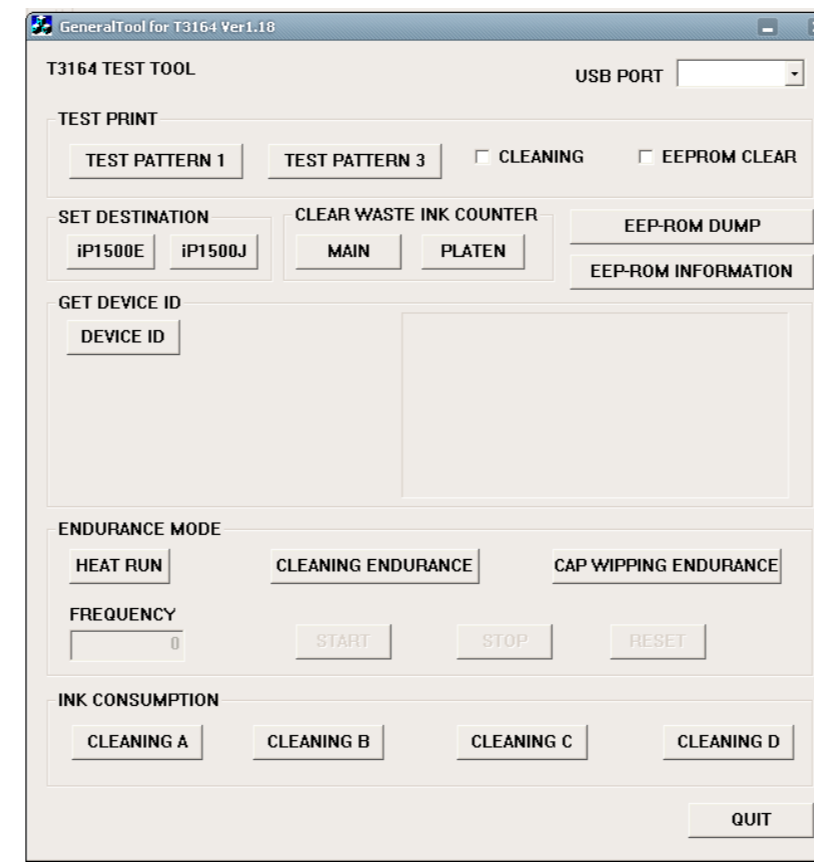 GeneralTool for T3164 Ver1.18
T3164 TEST TOOL
USB PORT
TEST PRINT
TEST PATTERN 1 TEST PATTERN 3 CLEANING EEPROM CLEAR
SET DESTINATION CLEAR WASTE INK COUNTER
EEP-ROM DUMP
iP1500E iP1500J MAIN PLATEN
EEP-ROM INFORMATION
GET DEVICE ID
DEVICE ID
ENDURANCE MODE
HEAT RUN CLEANING ENDURANCE CAP WIPPING ENDURANCE
FREQUENCY
0 START STOP RESET
INK CONSUMPTION
CLEANING A CLEANING B CLEANING C CLEANING D
QUIT